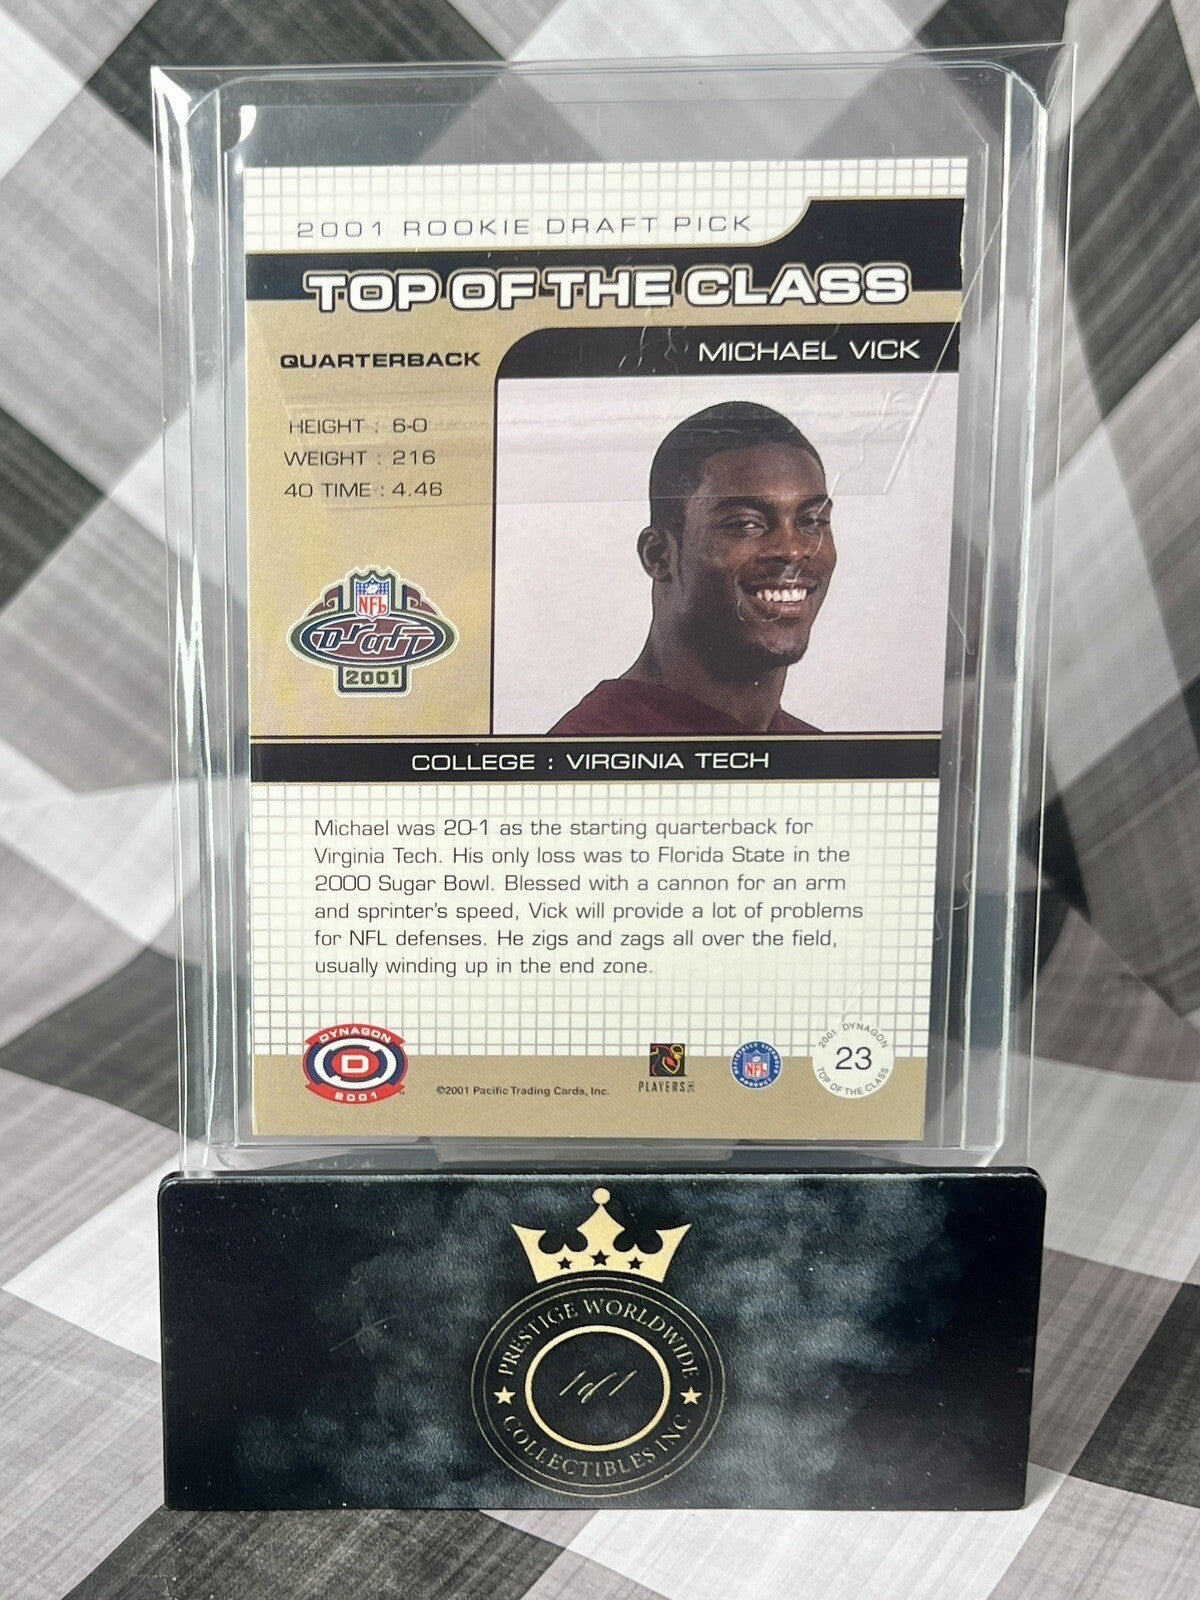 2001 ROOKIE DRAFT PICK
TOP OF THE CLASS
QUARTERBACK
MICHAEL VICK
HEIGHT : 6-0
WEIGHT : 216
40 TIME : 4.46
NFL
Draft
2001
COLLEGE : VIRGINIA TECH
Michael was 20-1 as the starting quarterback for
Virginia Tech. His only loss was to Florida State in the
2000 Sugar Bowl. Blessed with a cannon for an arm
and sprinter's speed, Vick will provide a lot of problems
for NFL defenses. He zigs and zags all over the field,
usually winding up in the end zone.
DYNAGON
D
2001
©2001 Pacific Trading Cards, Inc.
PLAYERS INC
OFFICIALLY LICENSED
NFL
PRODUCT
2001 DYNAGON
23
TOP OF THE CLASS
PRESTIGE WORLDWIDE
1of1
COLLECTIBLES INC